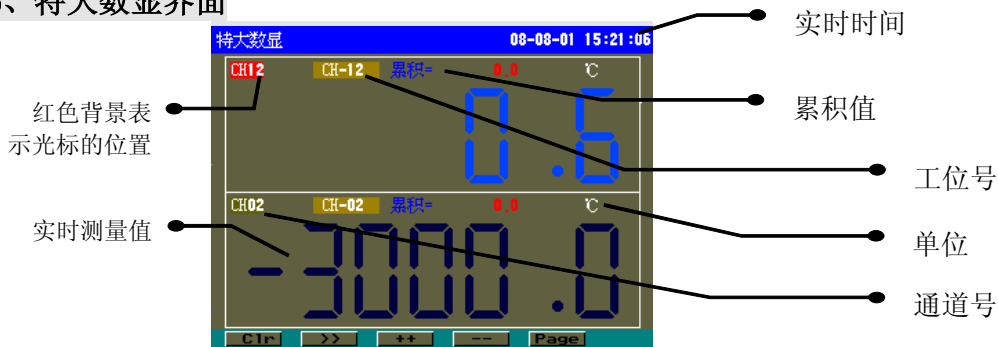 、特大数显界面
特大数显 08-08-01 15:21:06
实时时间
CH12 CH-12 累积= 0.0 ℃
0.6
红色背景表
示光标的位置
累积值
工位号
CH02 CH-02 累积= 0.0 ℃
-3000.0
实时测量值
单位
通道号
Clr >> ++ -- Page